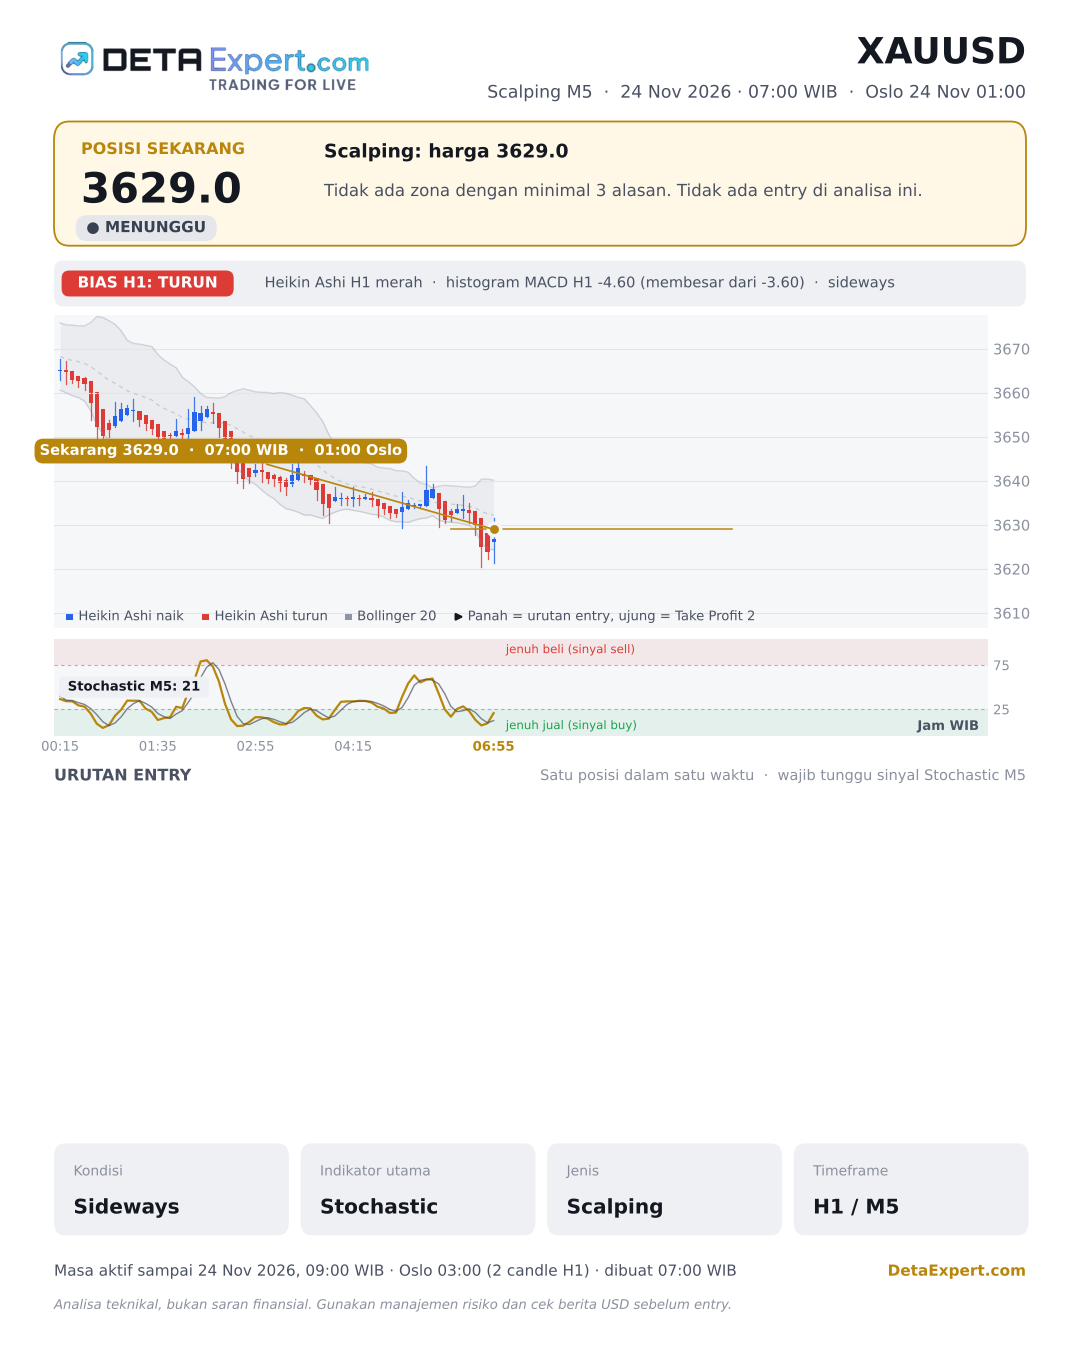 DETA Expert.com
TRADING FOR LIVE
XAUUSD
Scalping M5 · 24 Nov 2026 · 07:00 WIB · Oslo 24 Nov 01:00
POSISI SEKARANG
3629.0
MENUNGGU
Scalping: harga 3629.0
Tidak ada zona dengan minimal 3 alasan. Tidak ada entry di analisa ini.
BIAS H1: TURUN
Heikin Ashi H1 merah · histogram MACD H1 -4.60 (membesar dari -3.60) · sideways
3670
3660
3650
3640
3630
3620
3610
Sekarang 3629.0 · 07:00 WIB · 01:00 Oslo
Heikin Ashi naik
Heikin Ashi turun
Bollinger 20
Panah = urutan entry, ujung = Take Profit 2
jenuh beli (sinyal sell)
75
Stochastic M5: 21
25
jenuh jual (sinyal buy)
Jam WIB
00:15 01:35 02:55 04:15 06:55
URUTAN ENTRY
Satu posisi dalam satu waktu · wajib tunggu sinyal Stochastic M5
Kondisi
Sideways
Indikator utama
Stochastic
Jenis
Scalping
Timeframe
H1 / M5
Masa aktif sampai 24 Nov 2026, 09:00 WIB · Oslo 03:00 (2 candle H1) · dibuat 07:00 WIB
DetaExpert.com
Analisa teknikal, bukan saran finansial. Gunakan manajemen risiko dan cek berita USD sebelum entry.